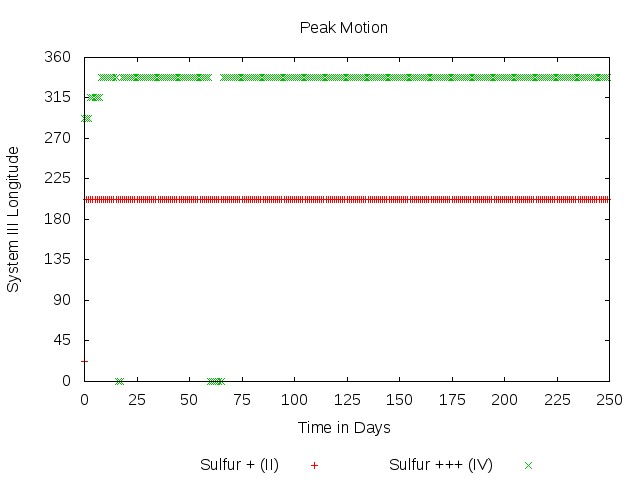 Peak Motion
System III Longitude
360
315
270
225
180
135
90
45
0
0 25 50 75 100 125 150 175 200 225 250
Time in Days
Sulfur + (II) Sulfur +++ (IV)